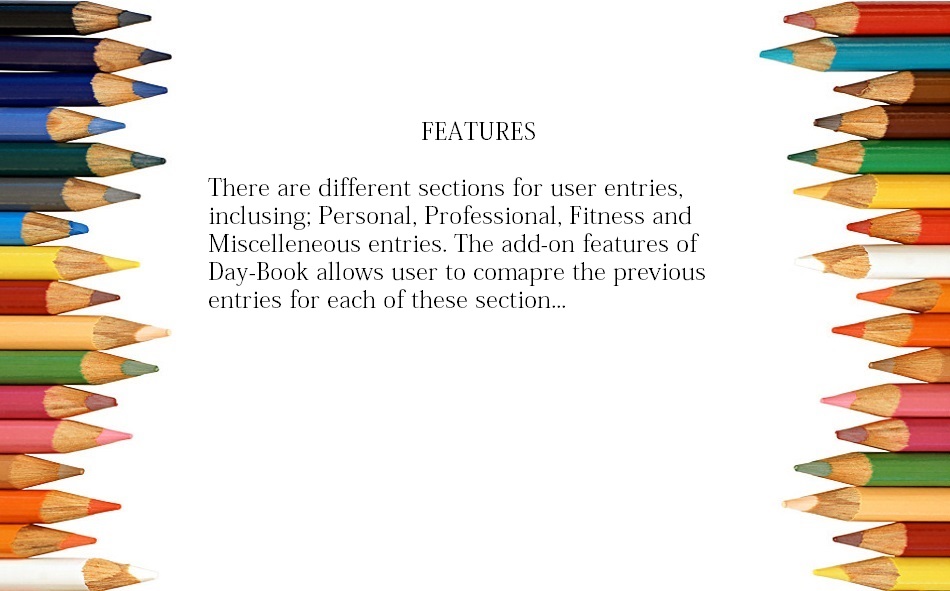 FEATURES
There are different sections for user entries,
inclusing; Personal, Professional, Fitness and
Miscelleneous entries. The add-on features of
Day-Book allows user to comapre the previous
entries for each of these section...